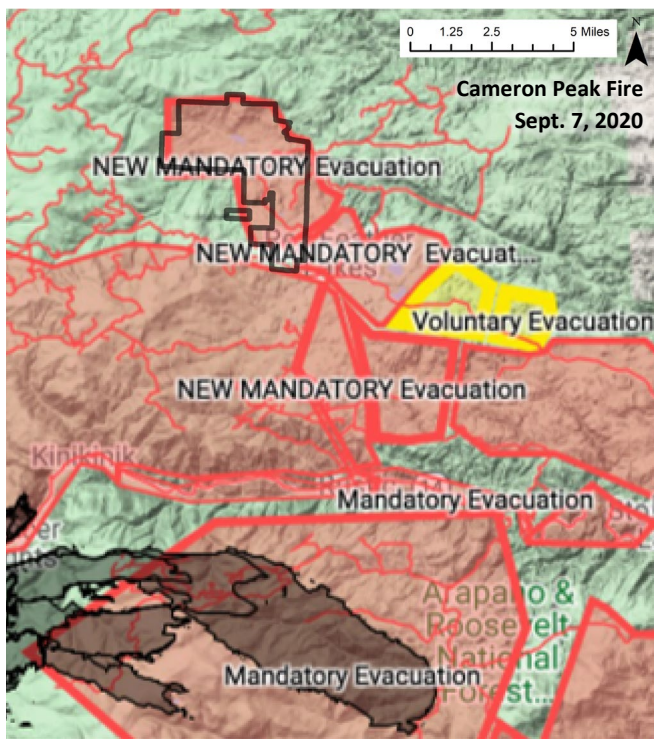 N
0 1.25 2.5 5 Miles
Cameron Peak Fire
Sept. 7, 2020
NEW MANDATORY Evacuation
NEW MANDATORY Evacuat...
Voluntary Evacuation
NEW MANDATORY Evacuation
Kinikinik
Mandatory Evacuation
Arapaho &
Roosevelt
National
Forest...
Mandatory Evacuation